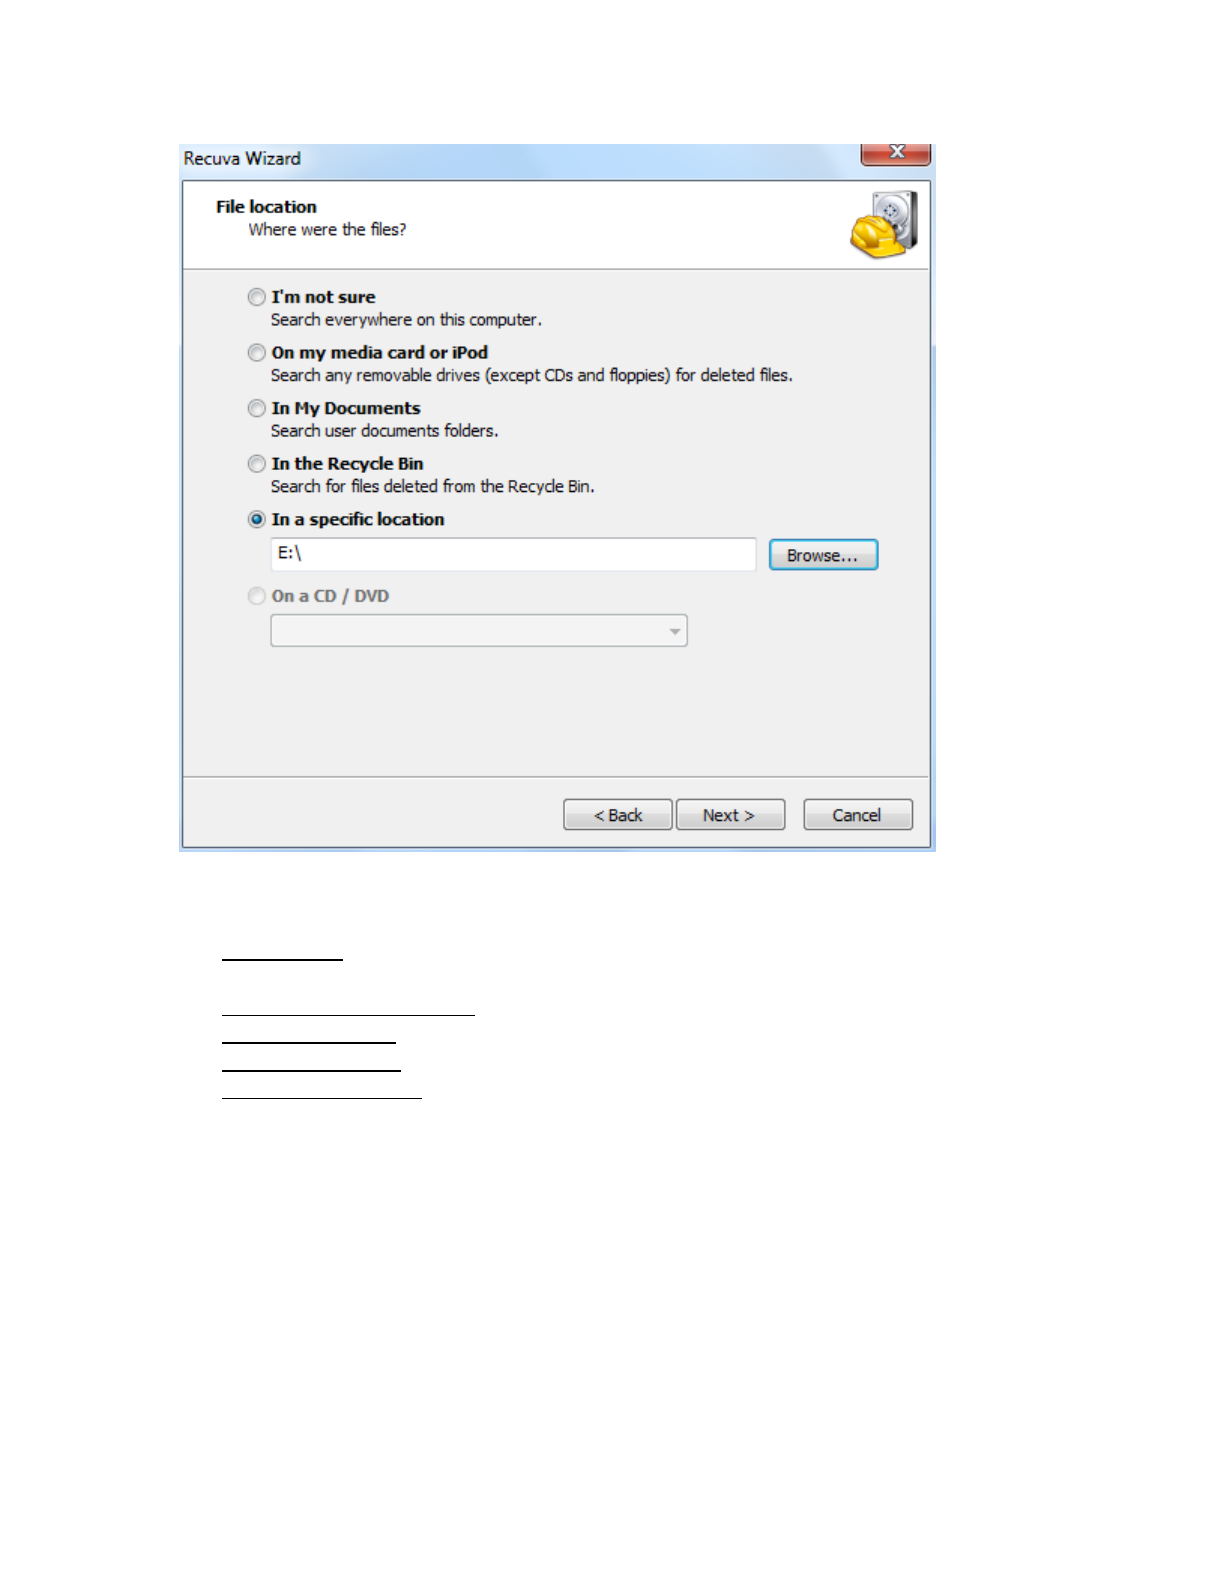 Recuva Wizard
File location
Where were the files?
I'm not sure
Search everywhere on this computer.
On my media card or iPod
Search any removable drives (except CDs and floppies) for deleted files.
In My Documents
Search user documents folders.
In the Recycle Bin
Search for files deleted from the Recycle Bin.
In a specific location
E:\
Browse...
On a CD / DVD
< Back
Next >
Cancel